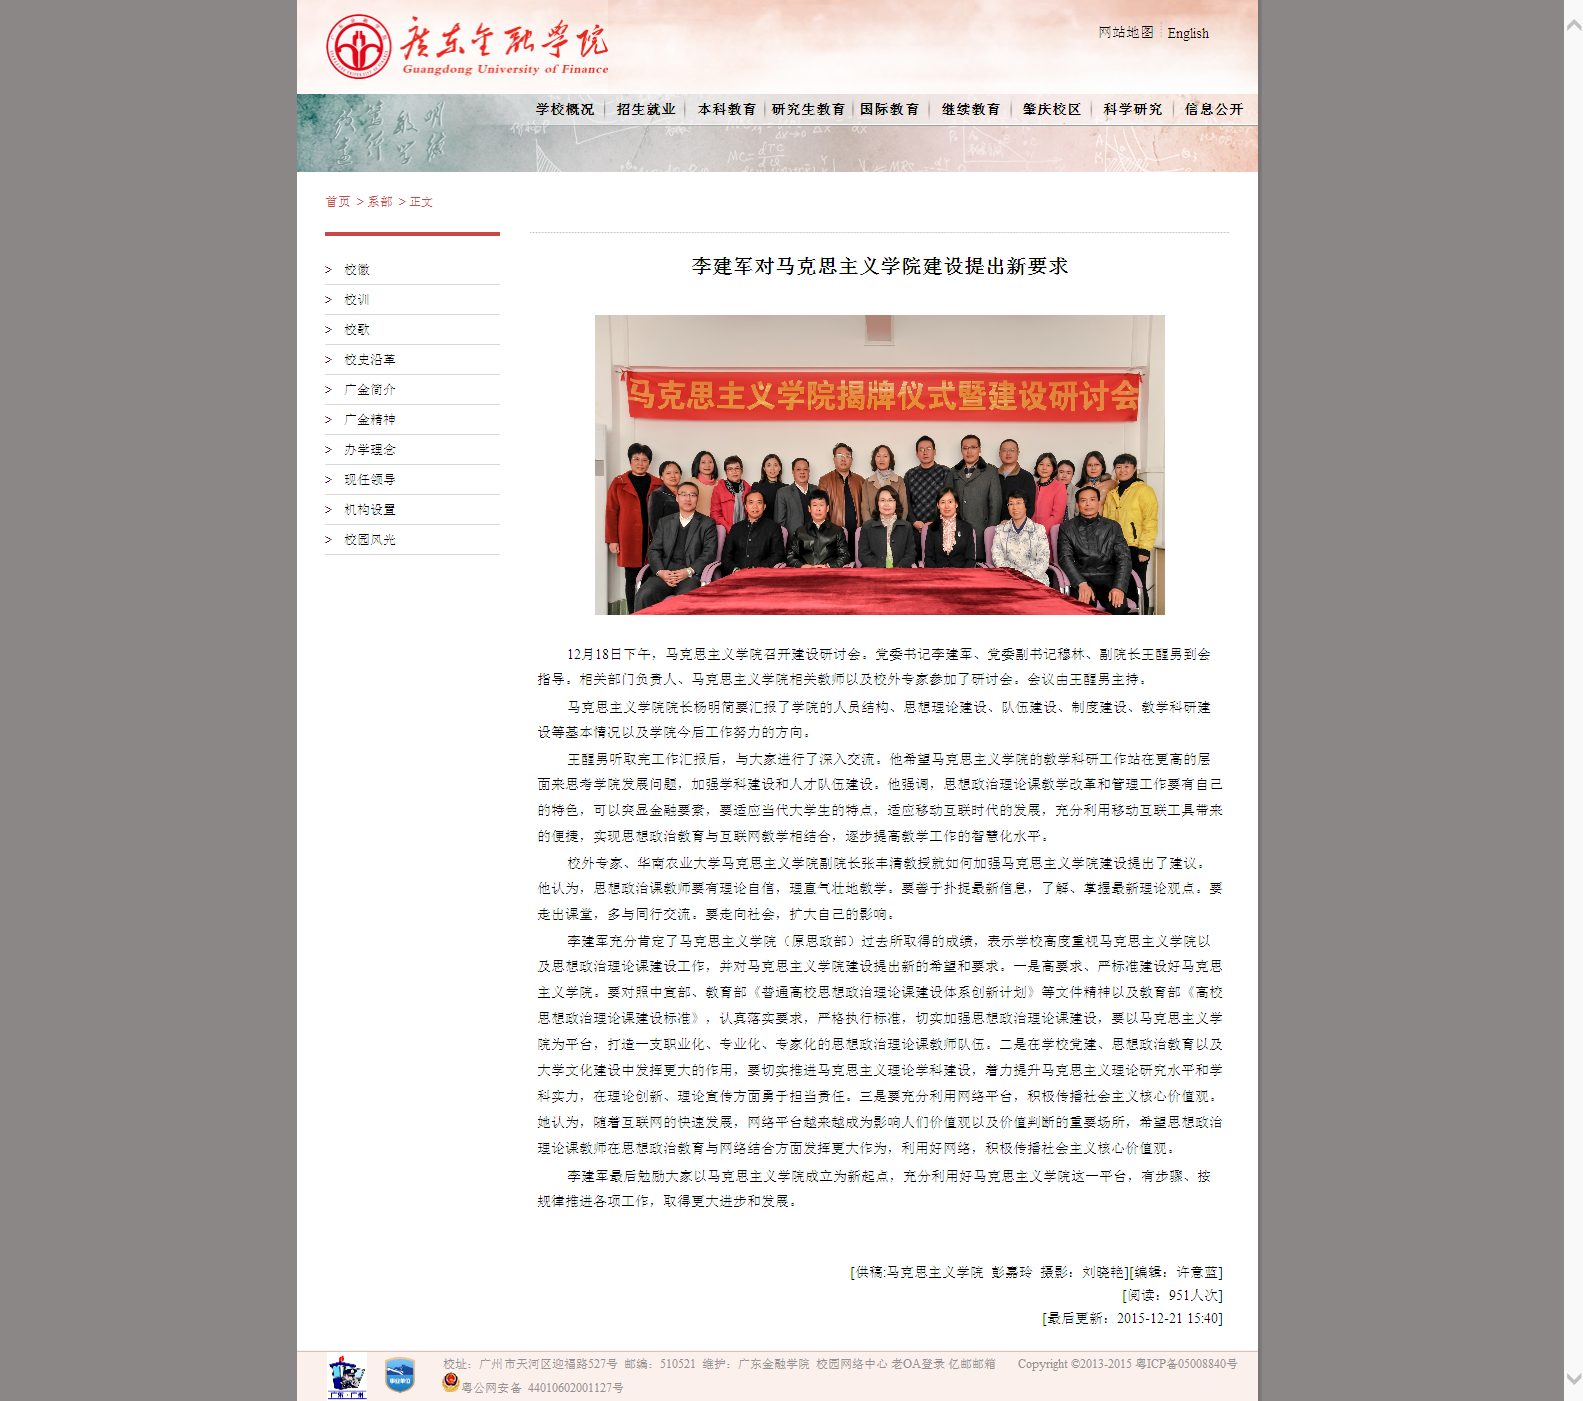 广东金融学院
Guangdong University of Finance
网站地图 English
学校概况 招生就业 本科教育 研究生教育 国际教育 继续教育 肇庆校区 科学研究 信息公开
首页 > 系部 > 正文
> 校徽
> 校训
> 校歌
> 校史沿革
> 广金简介
> 广金精神
> 办学理念
> 现任领导
> 机构设置
> 校园风光
李建军对马克思主义学院建设提出新要求
马克思主义学院揭牌仪式暨建设研讨会
12月18日下午，马克思主义学院召开建设研讨会。党委书记李建军、党委副书记穆林、副院长王醒男到会
指导。相关部门负责人、马克思主义学院相关教师以及校外专家参加了研讨会。会议由王醒男主持。
马克思主义学院院长杨明简要汇报了学院的人员结构、思想理论建设、队伍建设、制度建设、教学科研建
设等基本情况以及学院今后工作努力的方向。
王醒男听取完工作汇报后，与大家进行了深入交流。他希望马克思主义学院的教学科研工作站在更高的层
面来思考学院发展问题，加强学科建设和人才队伍建设。他强调，思想政治理论课教学改革和管理工作要有自己
的特色，可以突显金融要素，要适应当代大学生的特点，适应移动互联时代的发展，充分利用移动互联工具带来
的便捷，实现思想政治教育与互联网教学相结合，逐步提高教学工作的智慧化水平。
校外专家、华南农业大学马克思主义学院副院长张丰清教授就如何加强马克思主义学院建设提出了建议。
他认为，思想政治课教师要有理论自信，理直气壮地教学。要善于扑捉最新信息，了解、掌握最新理论观点。要
走出课堂，多与同行交流。要走向社会，扩大自己的影响。
李建军充分肯定了马克思主义学院（原思政部）过去所取得的成绩，表示学校高度重视马克思主义学院以
及思想政治理论课建设工作，并对马克思主义学院建设提出新的希望和要求。一是高要求、严标准建设好马克思
主义学院。要对照中宣部、教育部《普通高校思想政治理论课建设体系创新计划》等文件精神以及教育部《高校
思想政治理论课建设标准》，认真落实要求，严格执行标准，切实加强思想政治理论课建设，要以马克思主义学
院为平台，打造一支职业化、专业化、专家化的思想政治理论课教师队伍。二是在学校党建、思想政治教育以及
大学文化建设中发挥更大的作用，要切实推进马克思主义理论学科建设，着力提升马克思主义理论研究水平和学
科实力，在理论创新、理论宣传方面勇于担当责任。三是要充分利用网络平台，积极传播社会主义核心价值观。
她认为，随着互联网的快速发展，网络平台越来越成为影响人们价值观以及价值判断的重要场所，希望思想政治
理论课教师在思想政治教育与网络结合方面发挥更大作为，利用好网络，积极传播社会主义核心价值观。
李建军最后勉励大家以马克思主义学院成立为新起点，充分利用好马克思主义学院这一平台，有步骤、按
规律推进各项工作，取得更大进步和发展。
[供稿:马克思主义学院 彭嘉玲 摄影：刘晓艳][编辑：许意蓝]
[阅读：951人次]
[最后更新：2015-12-21 15:40]
校址：广州市天河区迎福路527号 邮编：510521 维护：广东金融学院 校园网络中心 老OA登录 亿邮邮箱 Copyright ©2013-2015 粤ICP备05008840号
粤公网安备 44010602001127号